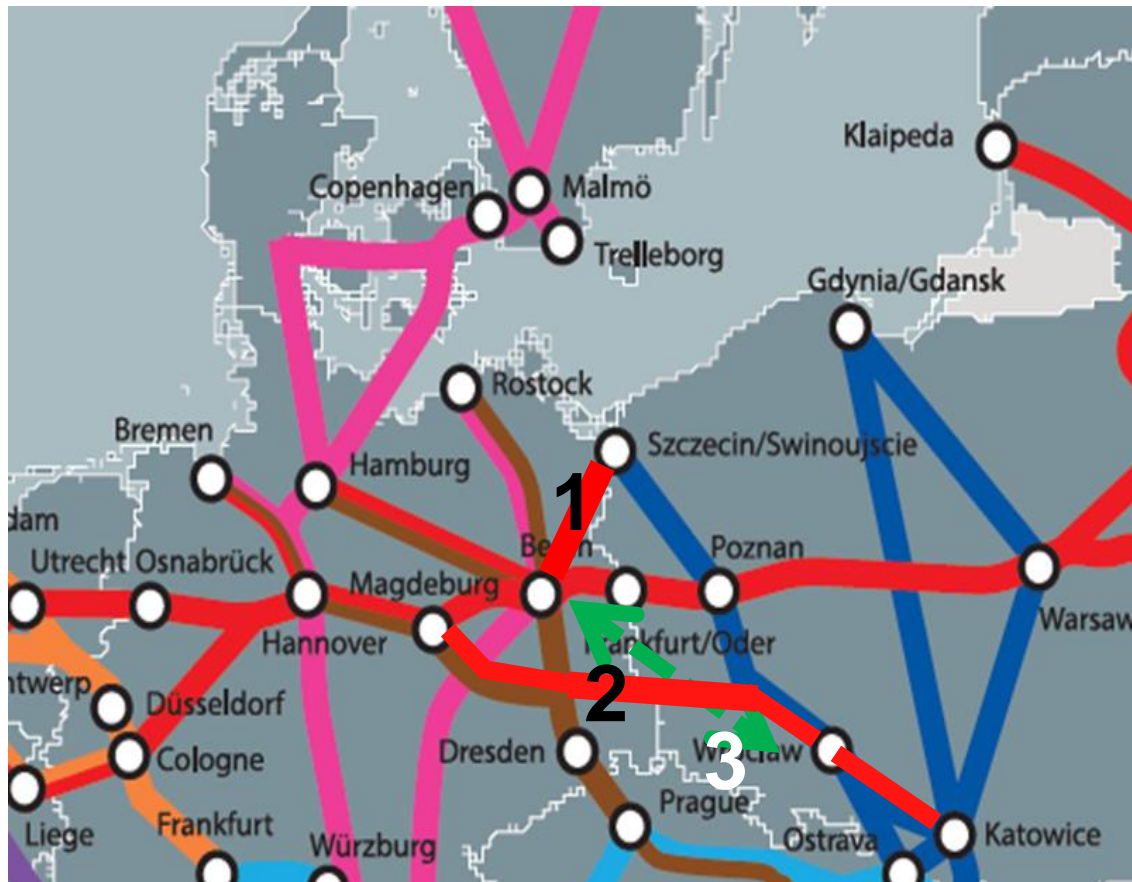 Klaipeda
Copenhagen
Malmö
Trelleborg
Gdynia/Gdansk
Rostock
Bremen
Hamburg
Szczecin/Swinoujscie
1
dam
Utrecht Osnabrück
Magdeburg
Poznan
Hannover
Frankfurt/Oder
Warsaw
ntwerp
Düsseldorf
2
Cologne
Dresden
3
Wroclaw
Liege
Frankfurt
Würzburg
Prague
Ostrava
Katowice